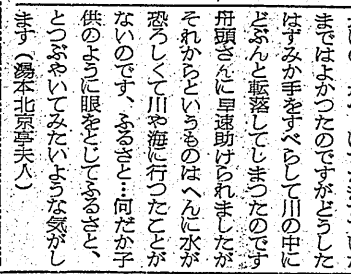 まではよかつたのですがどうした
はずみか手をすべらして川の中に
どぶんと転落してしまつたのです
舟頭さんに早速助けられましたが
それからというものはへんに水が
恐ろしくて川や海に行つたことが
ないのです、ふるさと…何だか子
供のように眼をとじてふるさと、
とつぶやいてみたいような気がし
ます（湯本北京亭夫人）